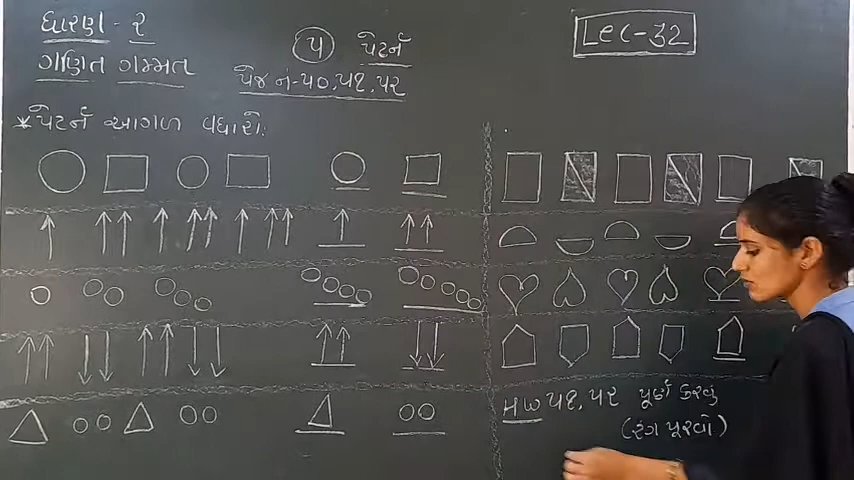 ધોરણ - ૨
ગણિત ગમ્મત
૫ પેટર્ન
પેજ નં-૫૦,૫૧,૫૨
Lec-32
* પેટર્ન આગળ વધારો.
HW ૫૧, ૫૨ પૂર્ણ કરવું
(રંગ પૂરવો)